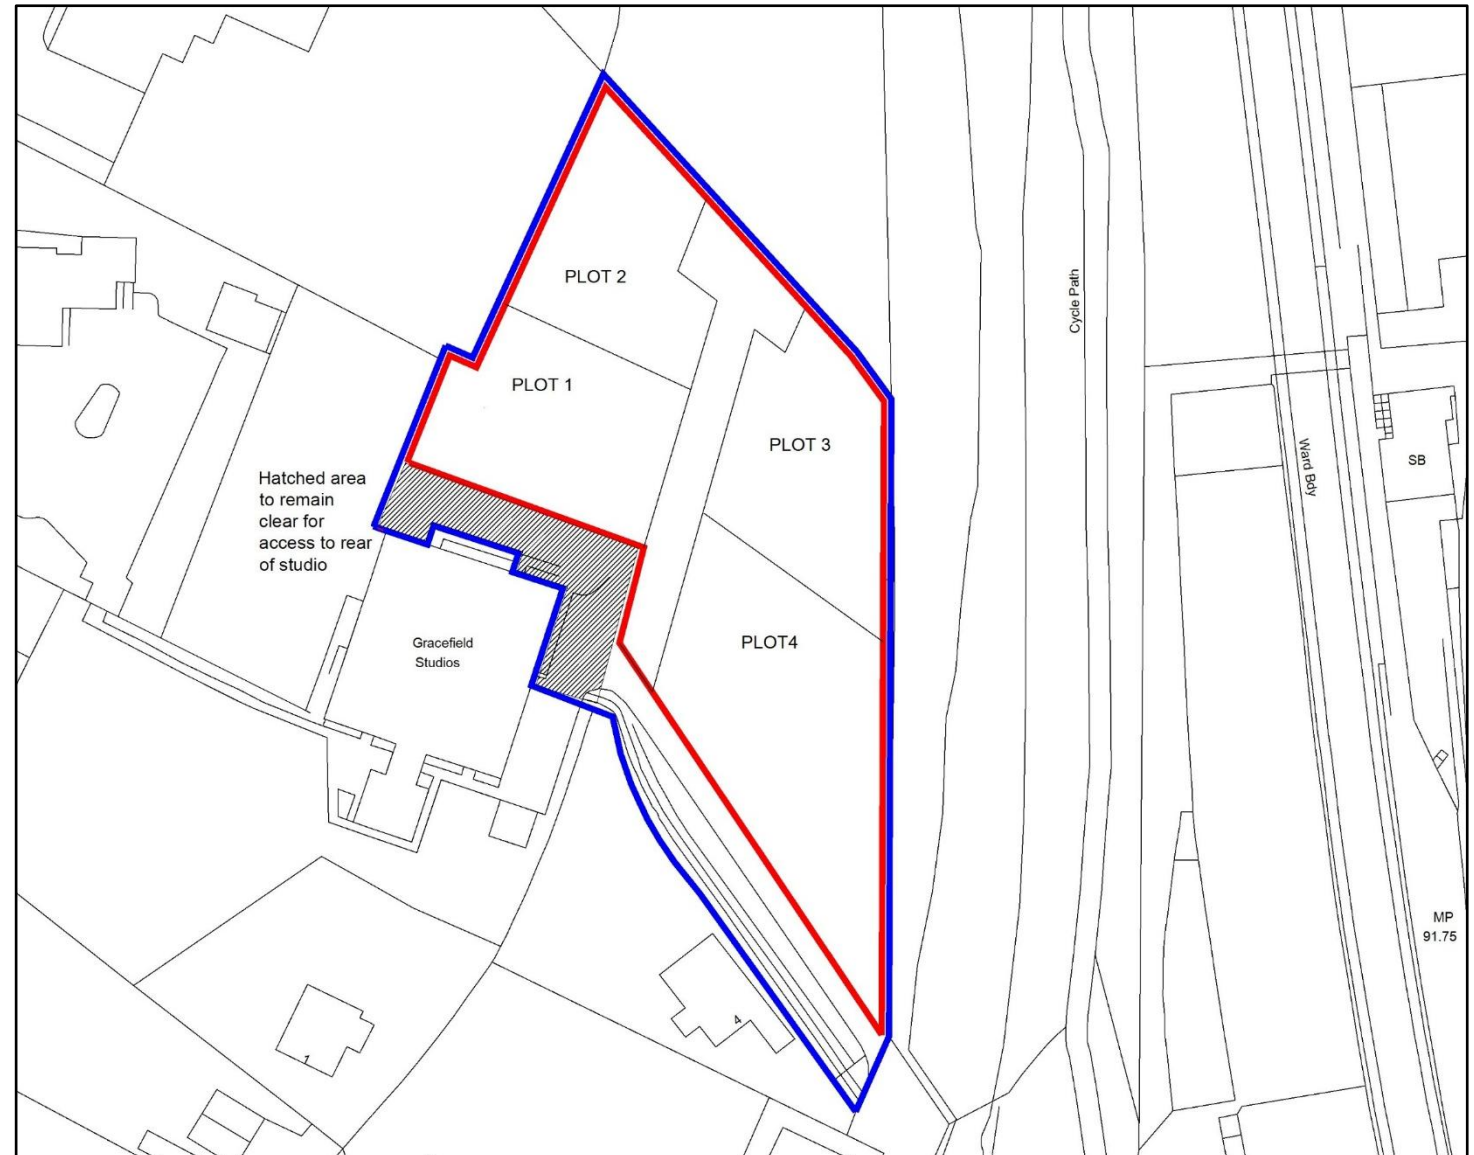 PLOT 2
Cycle Path
PLOT 1
PLOT 3
Ward Bdy
SB
Hatched area
to remain
clear for
access to rear
of studio
Gracefield
Studios
PLOT4
MP
91.75
4
1